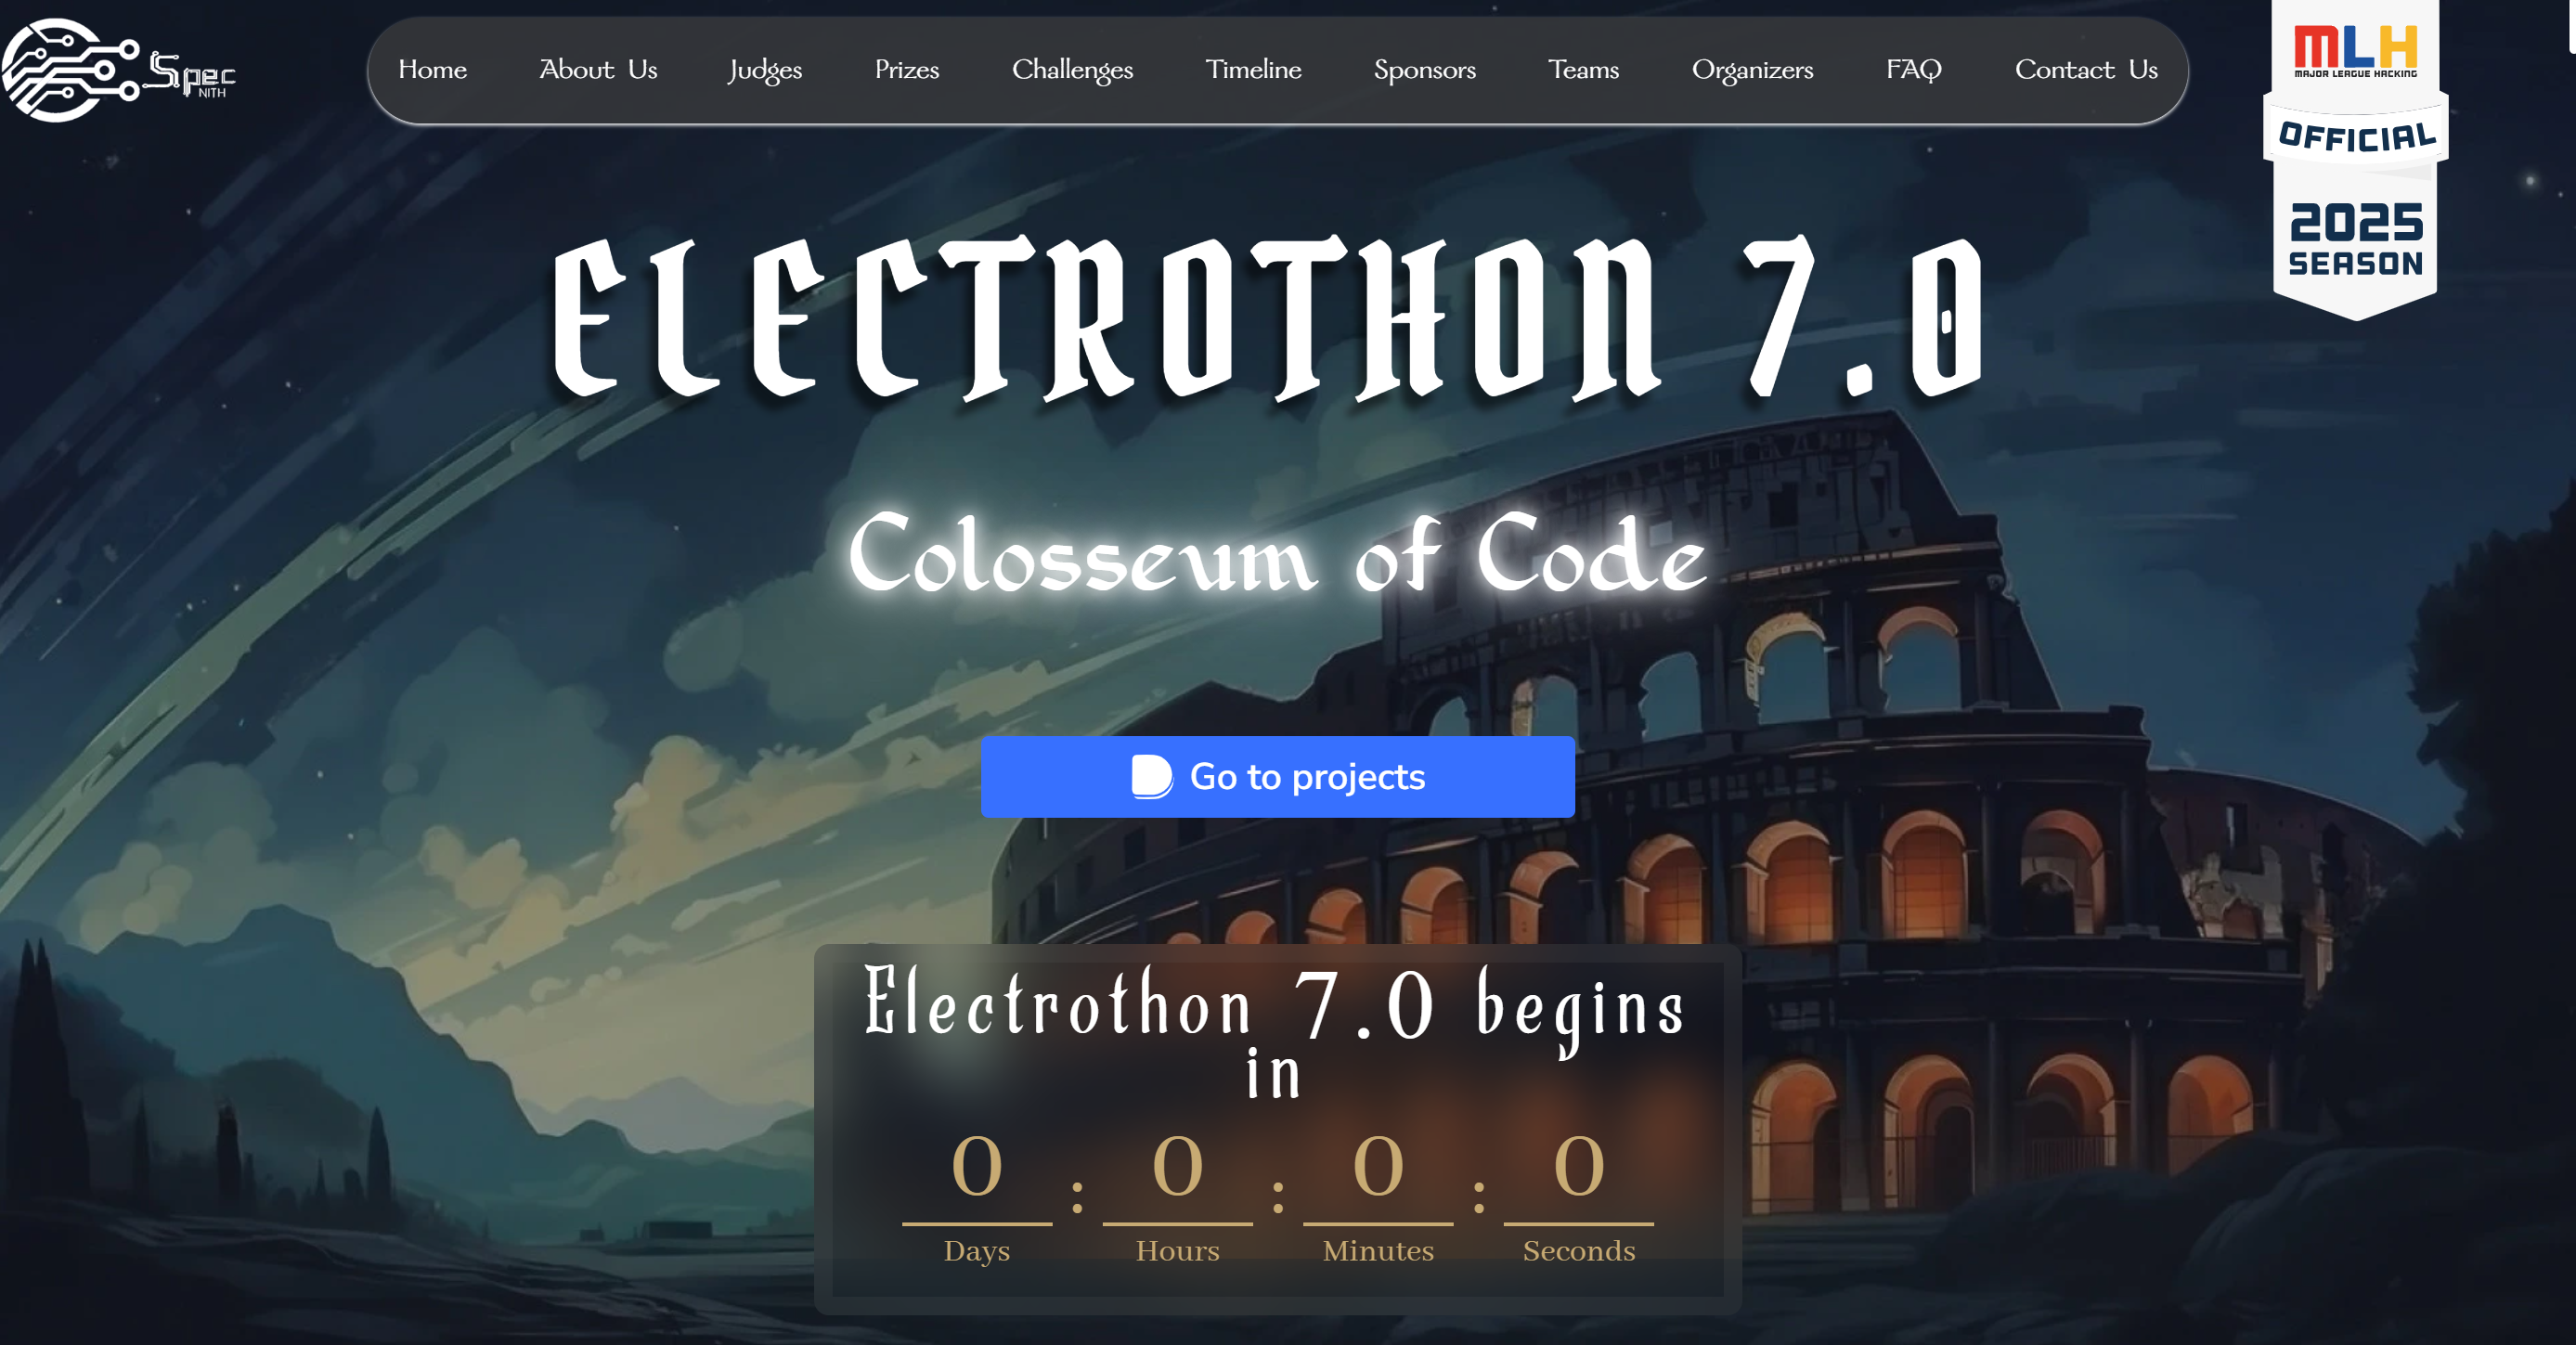 Spec
NITH
Home About Us Judges Prizes Challenges Timeline Sponsors Teams Organizers FAQ Contact Us
MLH
MAJOR LEAGUE HACKING
OFFICIAL
2025
SEASON
ELECTROTHON 7.0
Colosseum of Code
Go to projects
Electrothon 7.0 begins
in
0 : 0 : 0 : 0
Days Hours Minutes Seconds